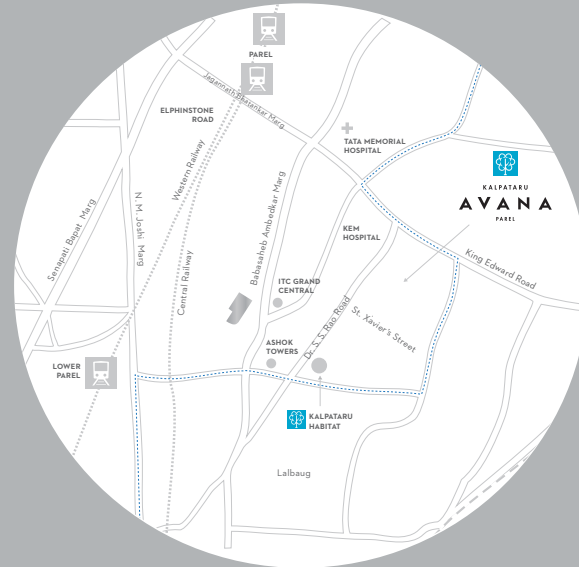 PAREL
Jagannath Bhatankar Marg
ELPHINSTONE
ROAD
TATA MEMORIAL
HOSPITAL
KALPATARU
AVANA
PAREL
Western Railway
N. M. Joshi Marg
Senapati Bapat Marg
Babasaheb Ambedkar Marg
KEM
HOSPITAL
King Edward Road
Central Railway
ITC GRAND
CENTRAL
Dr. S. S. Rao Road
St. Xavier's Street
ASHOK
TOWERS
LOWER
PAREL
KALPATARU
HABITAT
Lalbaug